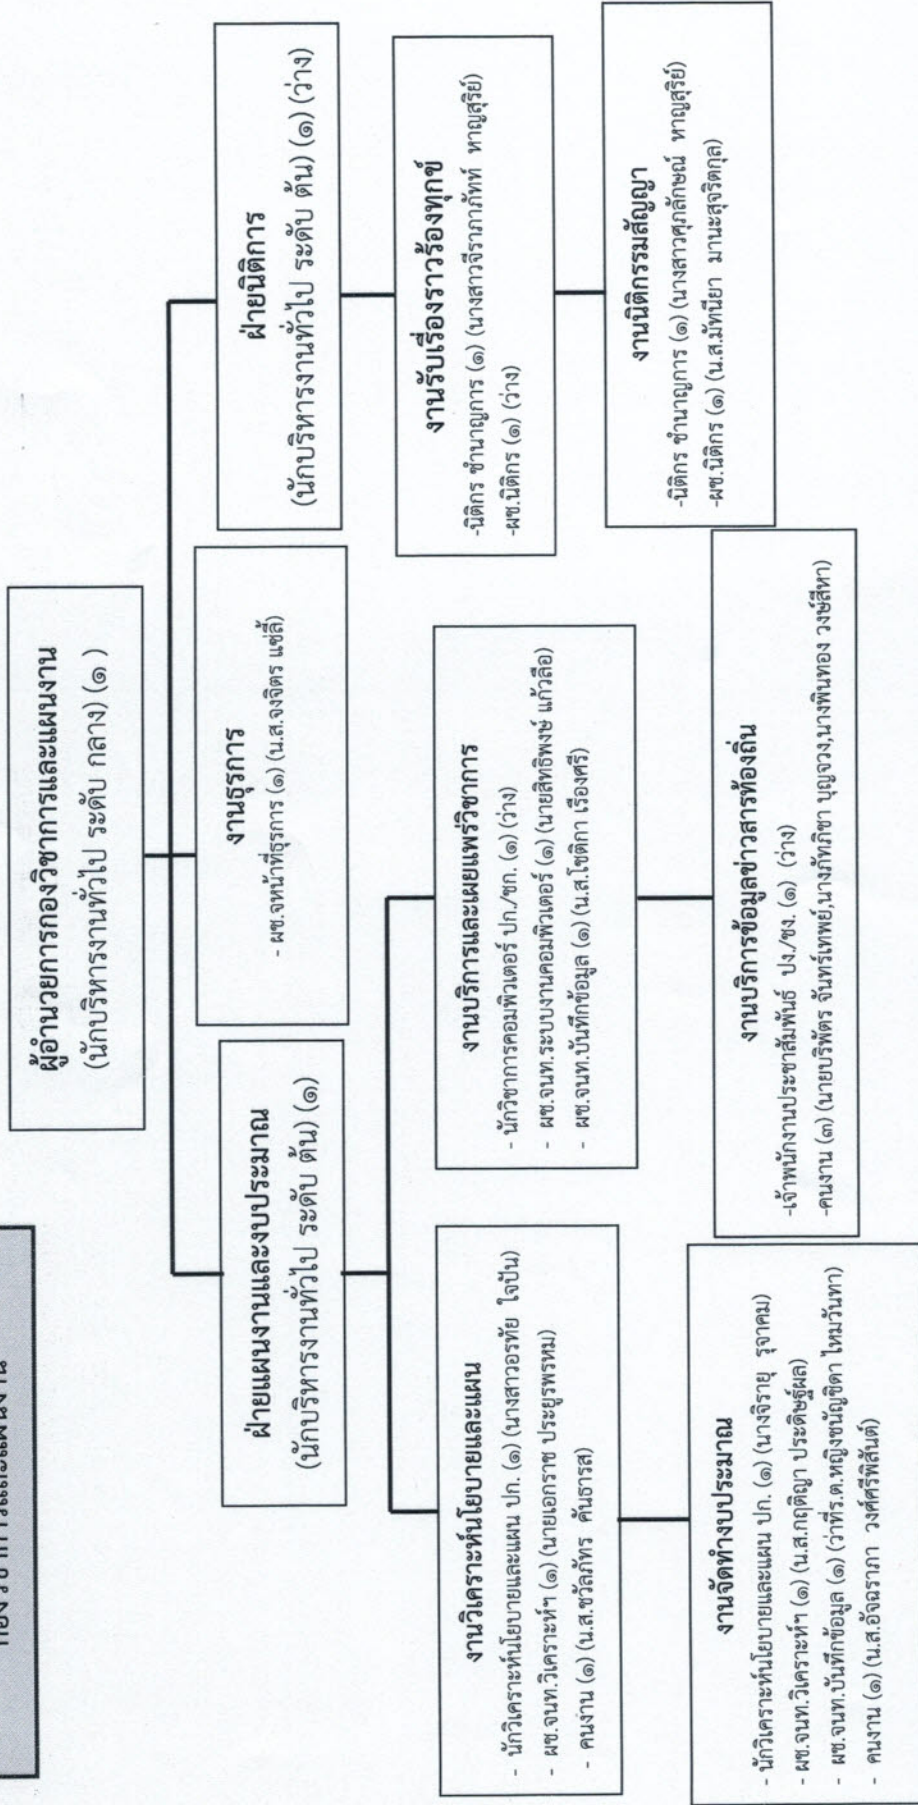 กองวิชาการและแผนงาน
ผู้อำนวยการกองวิชาการและแผนงาน
(นักบริหารงานทั่วไป ระดับ กลาง) (๑ )
ฝ่ายแผนงานและงบประมาณ
(นักบริหารงานทั่วไป ระดับ ต้น) (๑)
งานธุรการ
- ผช.จหน้าที่ธุรการ (๑) (น.ส.จงจิตร แซ่ลี้)
ฝ่ายนิติการ
(นักบริหารงานทั่วไป ระดับ ต้น) (๑) (ว่าง)
งานวิเคราะห์นโยบายและแผน
- นักวิเคราะห์นโยบายและแผน ปก. (๑) (นางสาวอรทัย ใจปัน)
- ผช.จนท.วิเคราะห์ฯ (๑) (นายเอกราช ประยูรพรหม)
- คนงาน (๑) (น.ส.ชวัลภัทร คันธารส)
งานบริการและเผยแพร่วิชาการ
- นักวิชาการคอมพิวเตอร์ ปก./ชก. (๑) (ว่าง)
- ผช.จนท.ระบบงานคอมพิวเตอร์ (๑) (นายสิทธิพงษ์ แก้วลือ)
- ผช.จนท.บันทึกข้อมูล (๑) (น.ส.โชติกา เรืองศรี)
งานรับเรื่องราวร้องทุกข์
-นิติกร ชำนาญการ (๑) (นางสาวจีราภาภัทท์ หาญสุริย์)
-ผช.นิติกร (๑) (ว่าง)
งานจัดทำงบประมาณ
- นักวิเคราะห์นโยบายและแผน ปก. (๑) (นางจิรายุ รุจาคม)
- ผช.จนท.วิเคราะห์ฯ (๑) (น.ส.กฤติญา ประดิษฐ์ผล)
- ผช.จนท.บันทึกข้อมูล (๑) (ว่าที่ร.ต.หญิงชนัญชิดา ไหมวันทา)
- คนงาน (๑) (น.ส.อัจฉราภา วงศ์ศรีพิสันต์)
งานบริการข้อมูลข่าวสารท้องถิ่น
-เจ้าพนักงานประชาสัมพันธ์ ปง./ชง. (๑) (ว่าง)
-คนงาน (๓) (นายบริพัตร จันทร์เทพย์,นางภัทภิชา บุญจวง,นางพินทอง วงษ์สีหา)
งานนิติกรรมสัญญา
-นิติกร ชำนาญการ (๑) (นางสาวศุภลักษณ์ หาญสุริย์)
-ผช.นิติกร (๑) (น.ส.มัทนียา มานะสุจริตกุล)